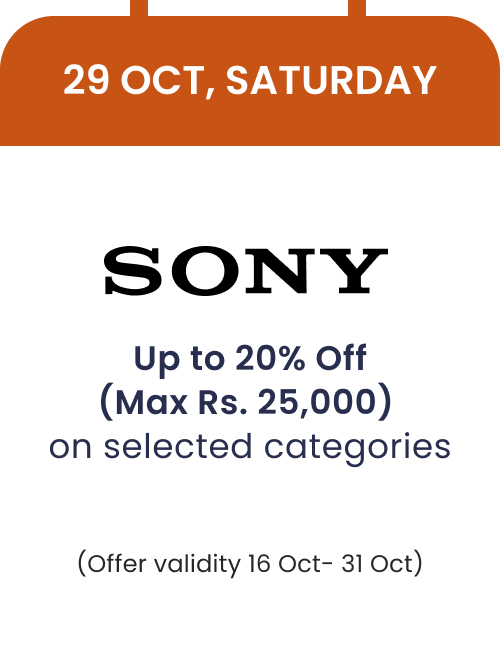 29 OCT, SATURDAY
SONY
Up to 20% Off
(Max Rs. 25,000)
on selected categories
(Offer validity 16 Oct- 31 Oct)